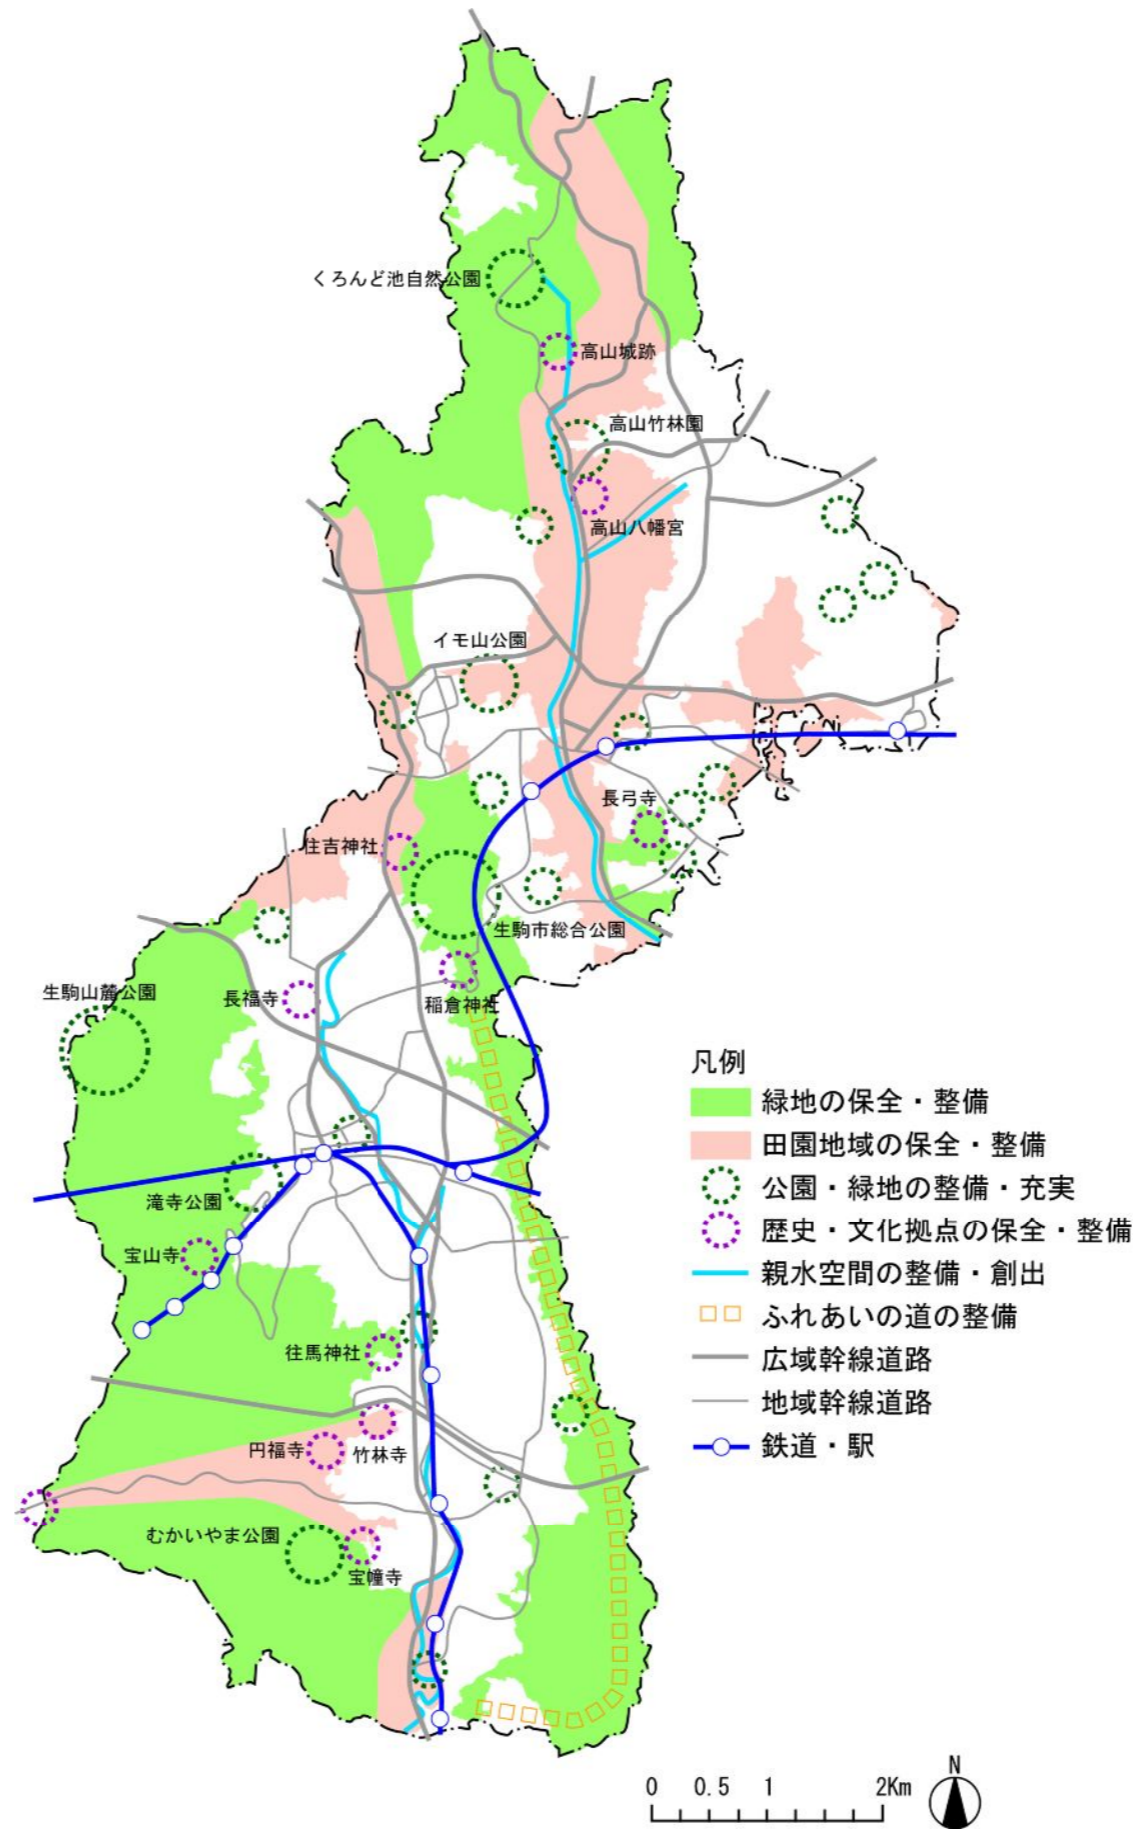 くろんど池自然公園
高山城跡
高山竹林園
高山八幡宮
イモ山公園
長弓寺
住吉神社
生駒市総合公園
生駒山麓公園
長福寺
稲倉神社
凡例
緑地の保全・整備
田園地域の保全・整備
公園・緑地の整備・充実
歴史・文化拠点の保全・整備
親水空間の整備・創出
ふれあいの道の整備
広域幹線道路
地域幹線道路
鉄道・駅
滝寺公園
宝山寺
往馬神社
円福寺
竹林寺
むかいやま公園
宝幢寺
0 0.5 1 2Km
N